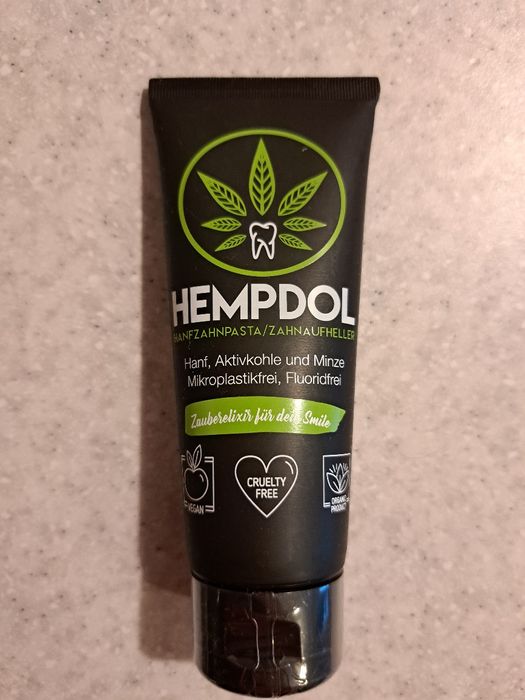 HEMPDOL
HANFZAHNPASTA/ZAHNAUFHELLER
Hanf, Aktivkohle und Minze
Mikroplastikfrei, Fluoridfrei
Zauberelixir für dein Smile
VEGAN
CRUELTY
FREE
ORGANIC
PRODUCT